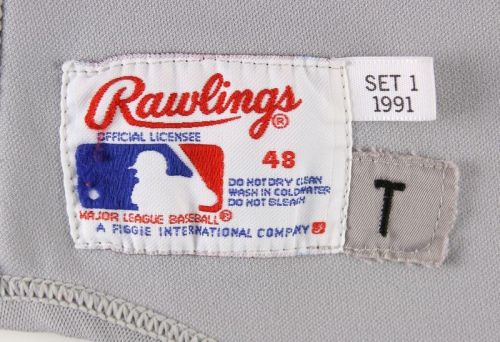 Rawlings®
OFFICIAL LICENSEE
48
DO NOT DRY CLEAN
WASH IN COLD WATER
DO NOT BLEACH
MAJOR LEAGUE BASEBALL®
A FIGGIE INTERNATIONAL COMPANY
SET 1
1991
T